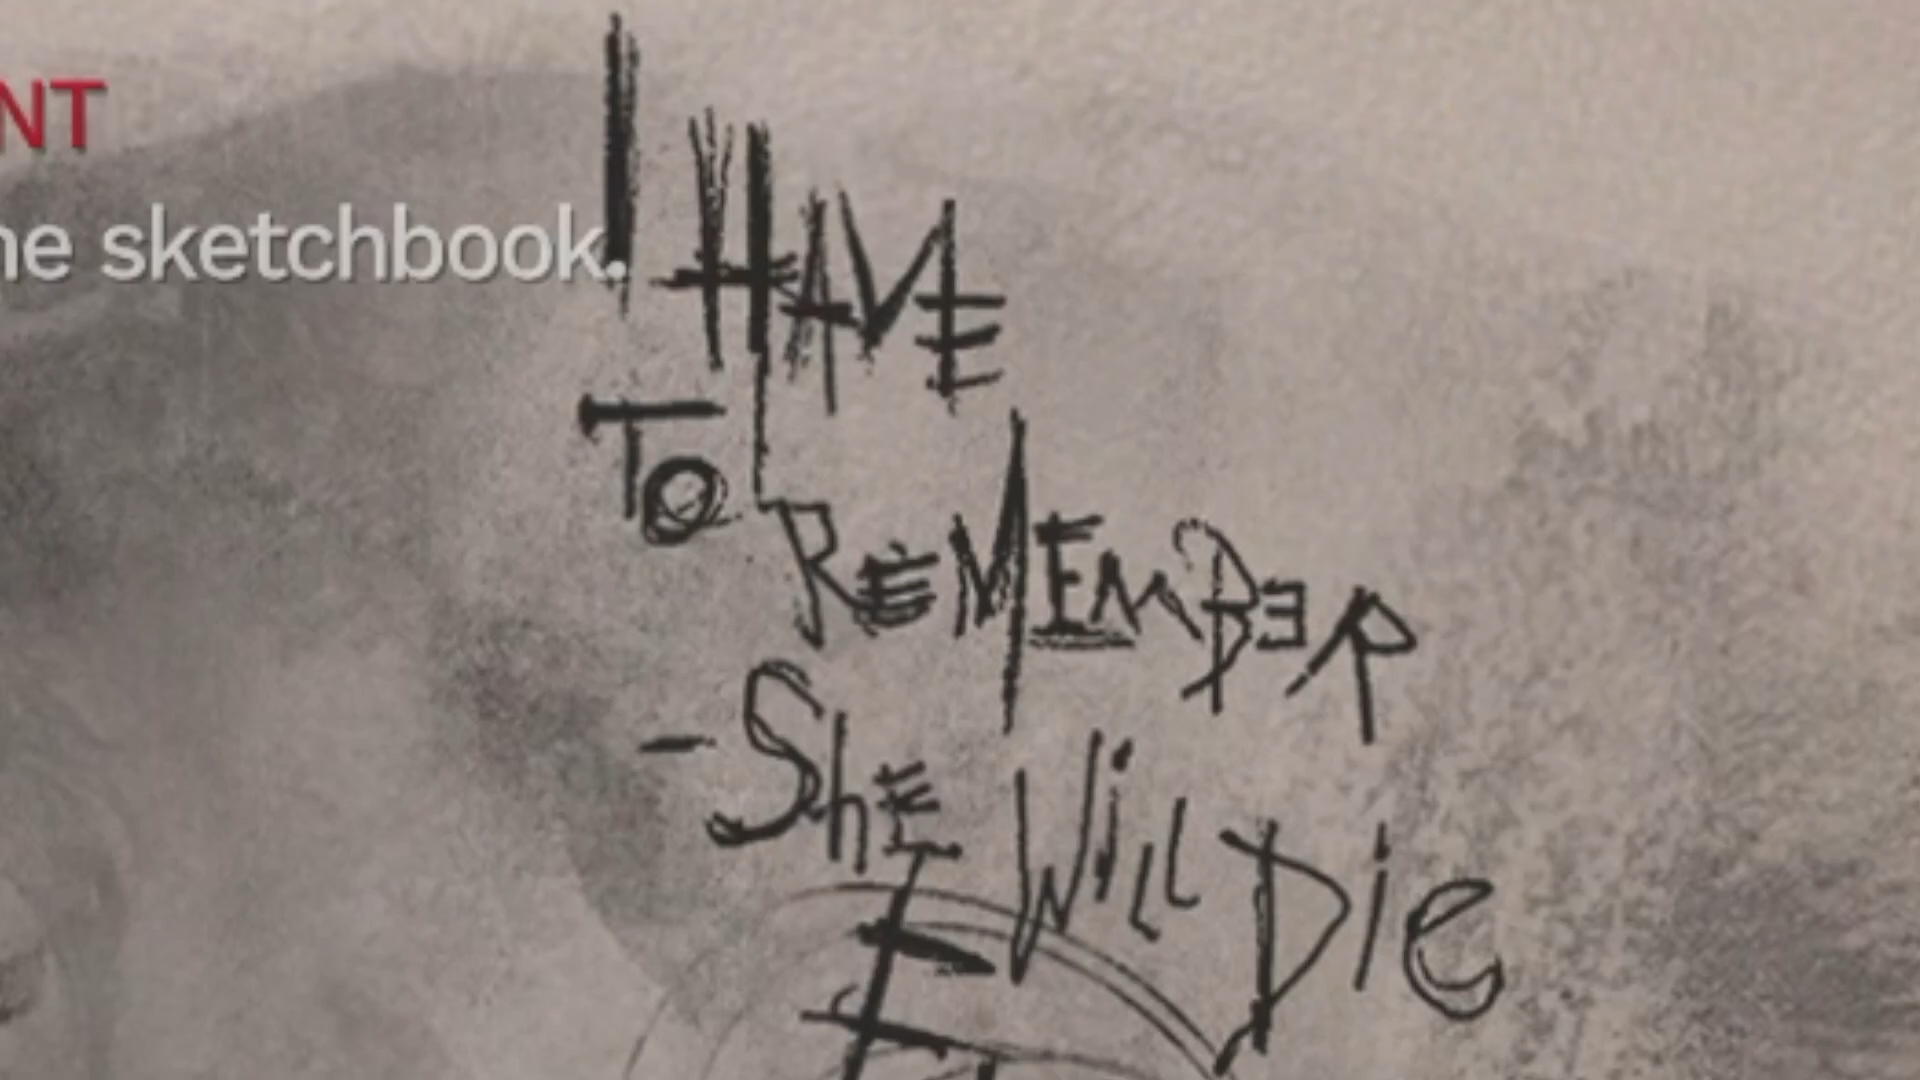 NT
he sketchbook.
I HAVE
TO
REMEMBER
- ShE Will Die